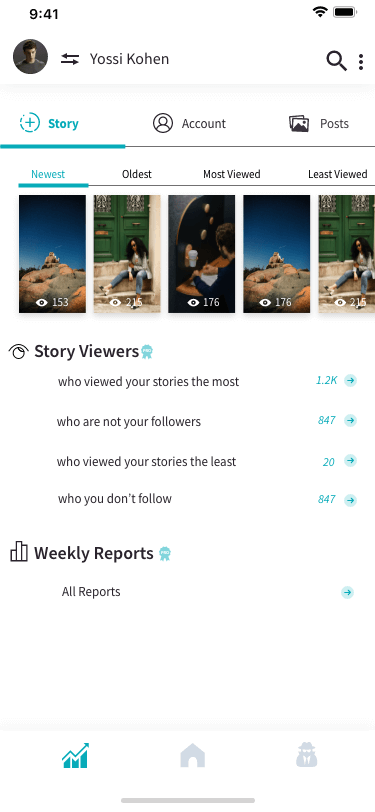 9:41
Yossi Kohen
Story Account Posts
Newest Oldest Most Viewed Least Viewed
153 215 176 176 215
Story Viewers
who viewed your stories the most 1.2K
who are not your followers 847
who viewed your stories the least 20
who you don't follow 847
Weekly Reports
All Reports